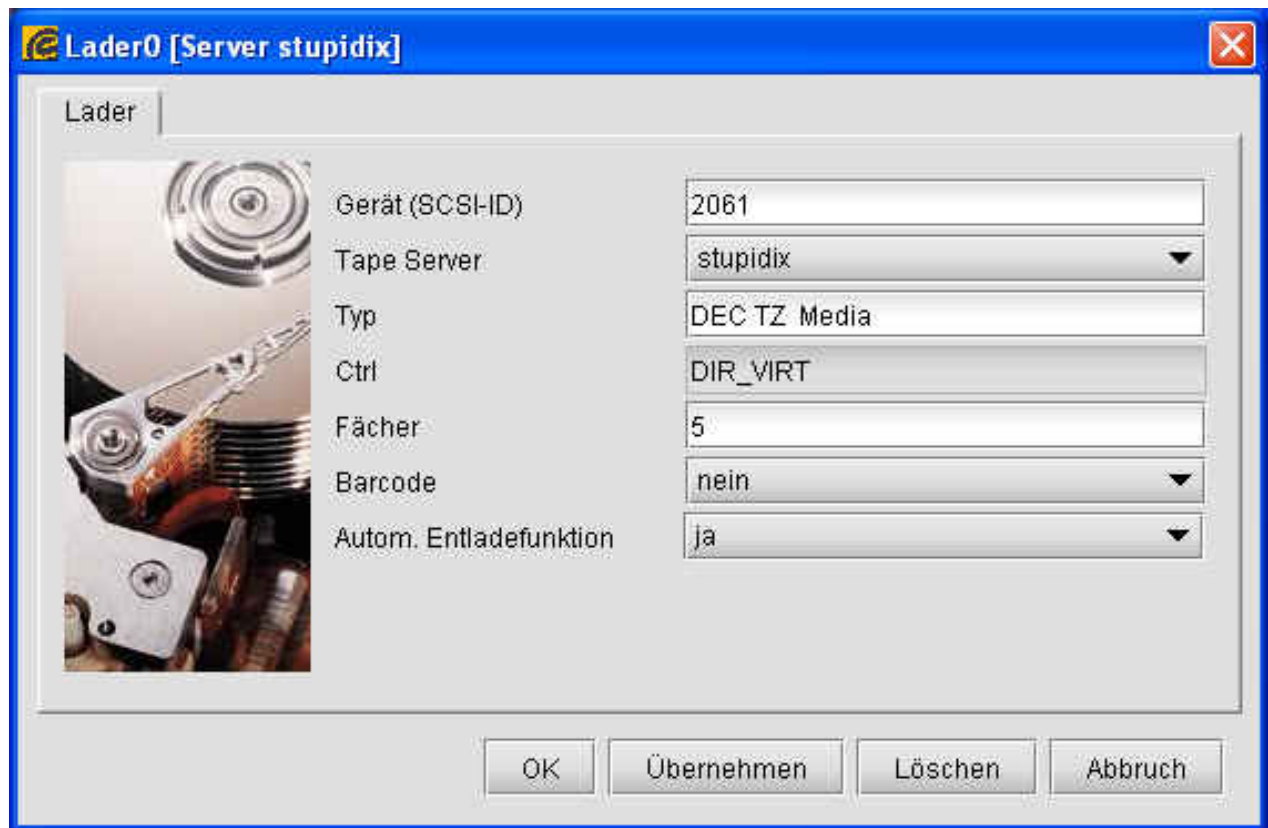 Lader0 [Server stupidix]
Lader
Gerät (SCSI-ID) 2061
Tape Server stupidix
Typ DEC TZ Media
Ctrl DIR_VIRT
Fächer 5
Barcode nein
Autom. Entladefunktion ja
OK Übernehmen Löschen Abbruch